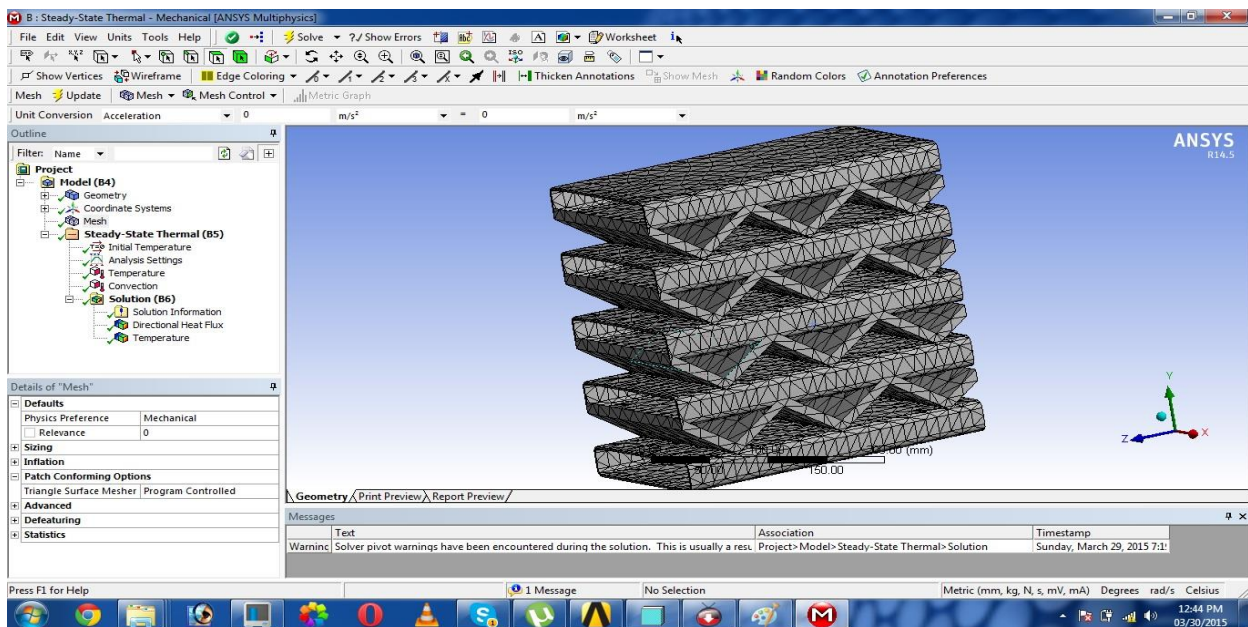 B : Steady-State Thermal - Mechanical [ANSYS Multiphysics]
File Edit View Units Tools Help Solve ?./ Show Errors Worksheet
Show Vertices Wireframe Edge Coloring Thicken Annotations Show Mesh Random Colors Annotation Preferences
Mesh Update Mesh Mesh Control Metric Graph
Unit Conversion Acceleration 0 m/s² = 0 m/s²
Outline
Filter: Name
Project
Model (B4)
Geometry
Coordinate Systems
Mesh
Steady-State Thermal (B5)
Initial Temperature
Analysis Settings
Temperature
Convection
Solution (B6)
Solution Information
Directional Heat Flux
Temperature
Details of "Mesh"
Defaults
Physics Preference Mechanical
Relevance 0
Sizing
Inflation
Patch Conforming Options
Triangle Surface Mesher Program Controlled
Advanced
Defeaturing
Statistics
ANSYS
R14.5
Y
Z X
(mm)
150.00
Geometry Print Preview Report Preview
Messages
Text Association Timestamp
Warning Solver pivot warnings have been encountered during the solution. This is usually a resu Project>Model>Steady-State Thermal>Solution Sunday, March 29, 2015 7:1
Press F1 for Help 1 Message No Selection Metric (mm, kg, N, s, mV, mA) Degrees rad/s Celsius
12:44 PM
03/30/2015